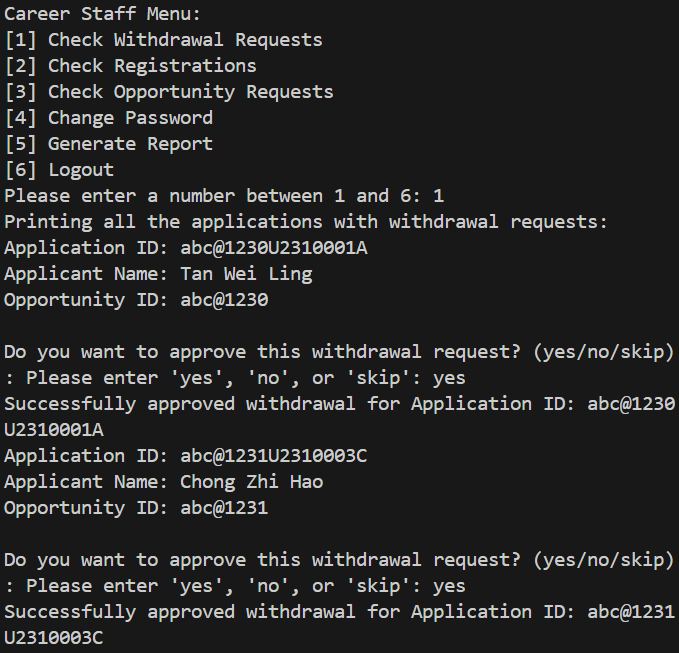 Career Staff Menu:
[1] Check Withdrawal Requests
[2] Check Registrations
[3] Check Opportunity Requests
[4] Change Password
[5] Generate Report
[6] Logout
Please enter a number between 1 and 6: 1
Printing all the applications with withdrawal requests:
Application ID: abc@1230U2310001A
Applicant Name: Tan Wei Ling
Opportunity ID: abc@1230

Do you want to approve this withdrawal request? (yes/no/skip)
: Please enter 'yes', 'no', or 'skip': yes
Successfully approved withdrawal for Application ID: abc@1230
U2310001A
Application ID: abc@1231U2310003C
Applicant Name: Chong Zhi Hao
Opportunity ID: abc@1231

Do you want to approve this withdrawal request? (yes/no/skip)
: Please enter 'yes', 'no', or 'skip': yes
Successfully approved withdrawal for Application ID: abc@1231
U2310003C